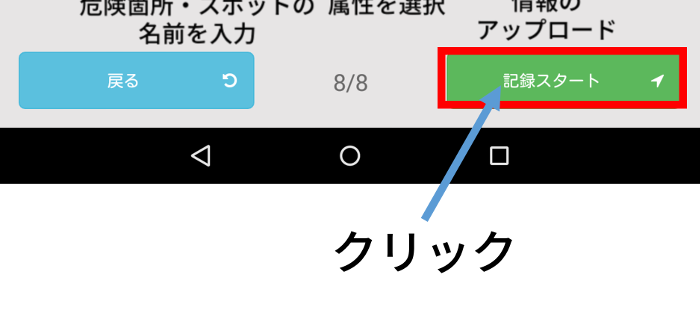 危険箇所・スポットの
名前を入力
属性を選択
情報の
アップロード
戻る
8/8
記録スタート
クリック